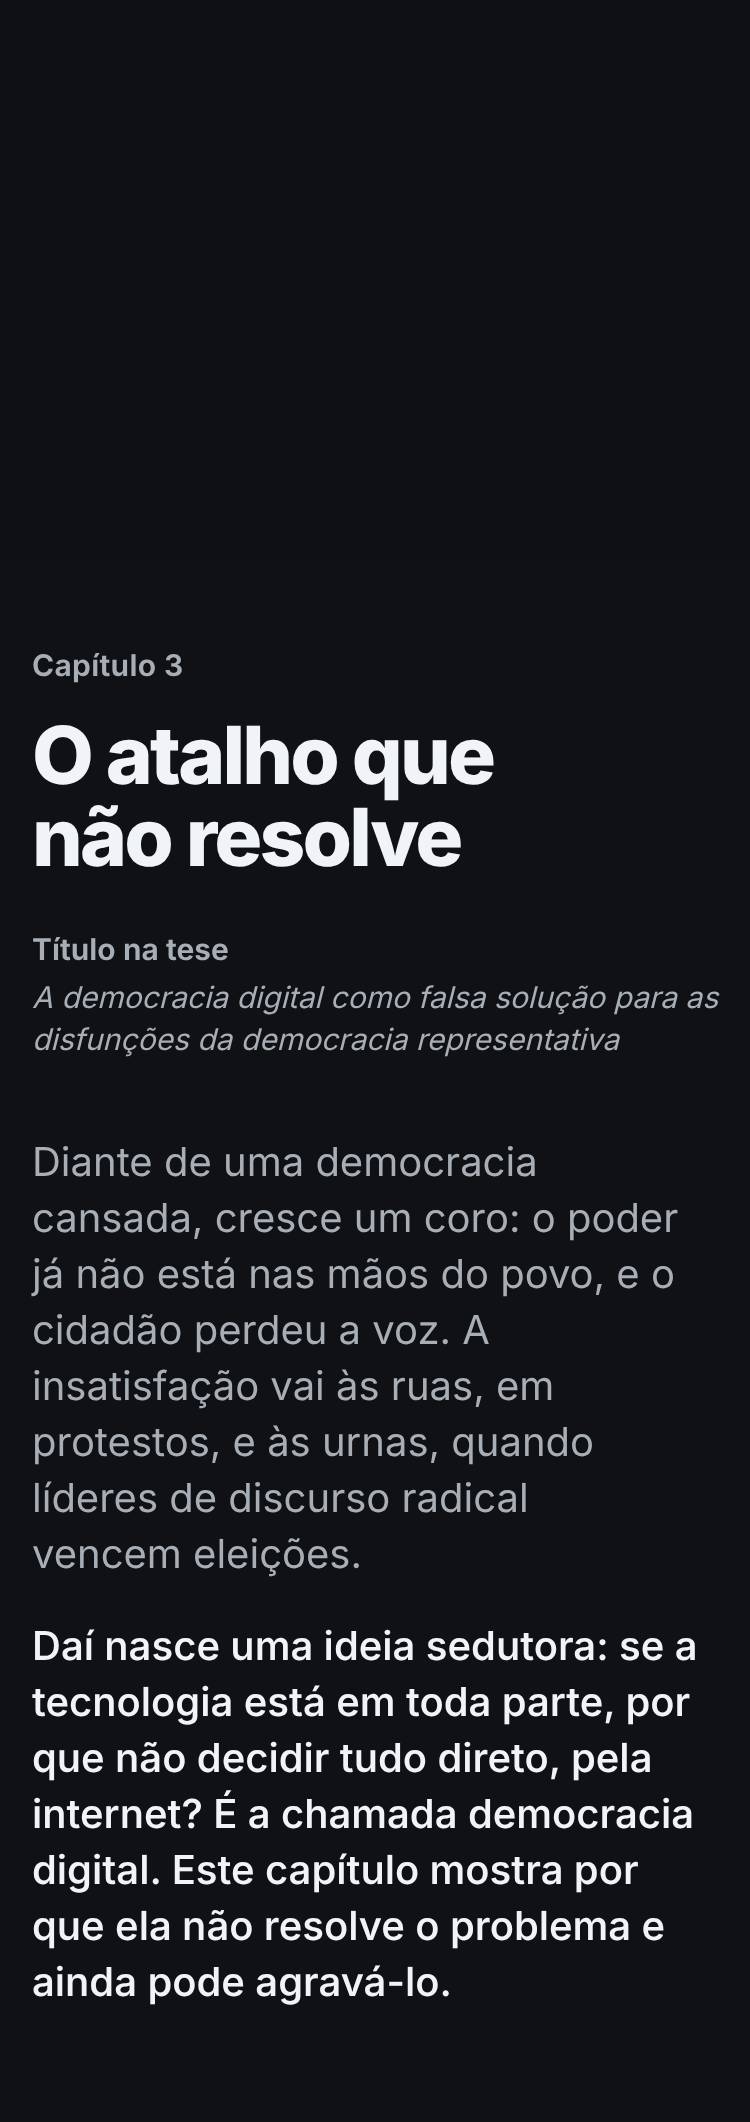 Capítulo 3
O atalho que
não resolve
Título na tese
A democracia digital como falsa solução para as
disfunções da democracia representativa
Diante de uma democracia
cansada, cresce um coro: o poder
já não está nas mãos do povo, e o
cidadão perdeu a voz. A
insatisfação vai às ruas, em
protestos, e às urnas, quando
líderes de discurso radical
vencem eleições.
Daí nasce uma ideia sedutora: se a
tecnologia está em toda parte, por
que não decidir tudo direto, pela
internet? É a chamada democracia
digital. Este capítulo mostra por
que ela não resolve o problema e
ainda pode agravá-lo.